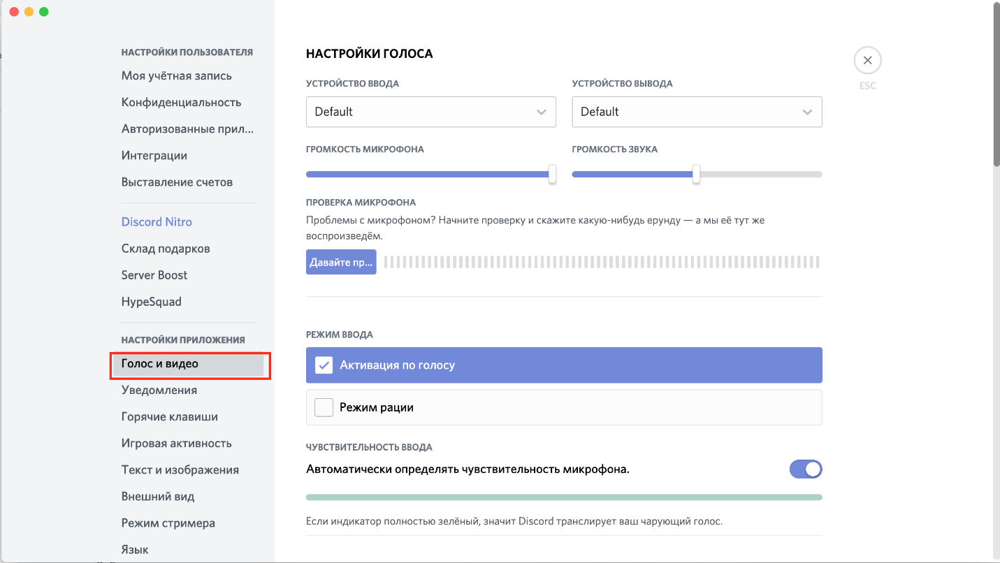 НАСТРОЙКИ ПОЛЬЗОВАТЕЛЯ
Моя учётная запись
Конфиденциальность
Авторизованные прил...
Интеграции
Выставление счетов
Discord Nitro
Склад подарков
Server Boost
HypeSquad
НАСТРОЙКИ ПРИЛОЖЕНИЯ
Голос и видео
Уведомления
Горячие клавиши
Игровая активность
Текст и изображения
Внешний вид
Режим стримера
Язык
НАСТРОЙКИ ГОЛОСА
ESC
УСТРОЙСТВО ВВОДА
УСТРОЙСТВО ВЫВОДА
Default
Default
ГРОМКОСТЬ МИКРОФОНА
ГРОМКОСТЬ ЗВУКА
ПРОВЕРКА МИКРОФОНА
Проблемы с микрофоном? Начните проверку и скажите какую-нибудь ерунду — а мы её тут же
воспроизведём.
Давайте пр...
РЕЖИМ ВВОДА
Активация по голосу
Режим рации
ЧУВСТВИТЕЛЬНОСТЬ ВВОДА
Автоматически определять чувствительность микрофона.
Если индикатор полностью зелёный, значит Discord транслирует ваш чарующий голос.